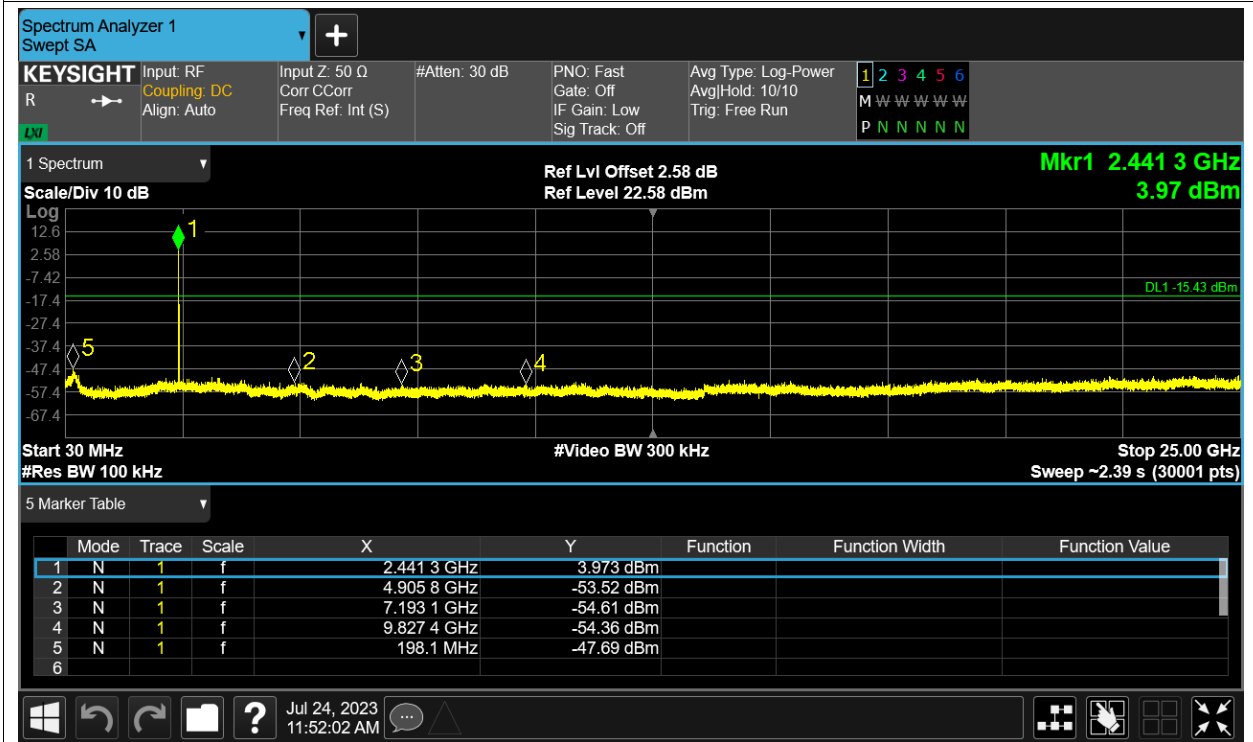 Spectrum Analyzer 1
Swept SA
KEYSIGHT
R
LXI
Input: RF
Coupling: DC
Align: Auto
Input Z: 50 Ω
Corr CCorr
Freq Ref: Int (S)
#Atten: 30 dB
PNO: Fast
Gate: Off
IF Gain: Low
Sig Track: Off
Avg Type: Log-Power
Avg|Hold: 10/10
Trig: Free Run
1 2 3 4 5 6
M W W W W W
P N N N N N
1 Spectrum
Scale/Div 10 dB
Ref Lvl Offset 2.58 dB
Ref Level 22.58 dBm
Mkr1 2.441 3 GHz
3.97 dBm
Log
12.6
2.58
-7.42
-17.4
-27.4
-37.4
-47.4
-57.4
-67.4
1
DL1 -15.43 dBm
5
2
3
4
Start 30 MHz
#Video BW 300 kHz
Stop 25.00 GHz
#Res BW 100 kHz
Sweep ~2.39 s (30001 pts)
5 Marker Table
Mode Trace Scale X Y Function Function Width Function Value
1 N 1 f 2.441 3 GHz 3.973 dBm
2 N 1 f 4.905 8 GHz -53.52 dBm
3 N 1 f 7.193 1 GHz -54.61 dBm
4 N 1 f 9.827 4 GHz -54.36 dBm
5 N 1 f 198.1 MHz -47.69 dBm
6
?
Jul 24, 2023
11:52:02 AM